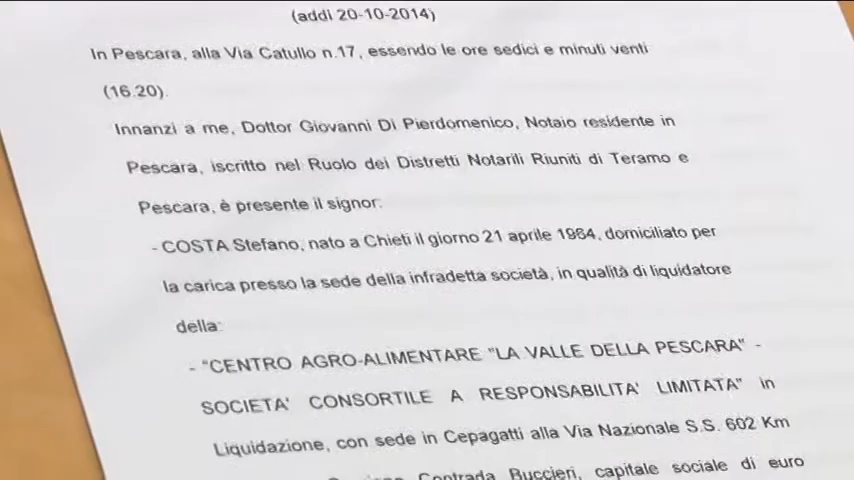 (addì 20-10-2014)
In Pescara, alla Via Catullo n.17, essendo le ore sedici e minuti venti
(16.20).
Innanzi a me, Dottor Giovanni Di Pierdomenico, Notaio residente in
Pescara, iscritto nel Ruolo dei Distretti Notarili Riuniti di Teramo e
Pescara, è presente il signor:
- COSTA Stefano, nato a Chieti il giorno 21 aprile 1964, domiciliato per
la carica presso la sede della infradetta società, in qualità di liquidatore
della:
- "CENTRO AGRO-ALIMENTARE "LA VALLE DELLA PESCARA" -
SOCIETA' CONSORTILE A RESPONSABILITA' LIMITATA" in
Liquidazione, con sede in Cepagatti alla Via Nazionale S.S. 602 Km
Contrada Buccieri, capitale sociale di euro